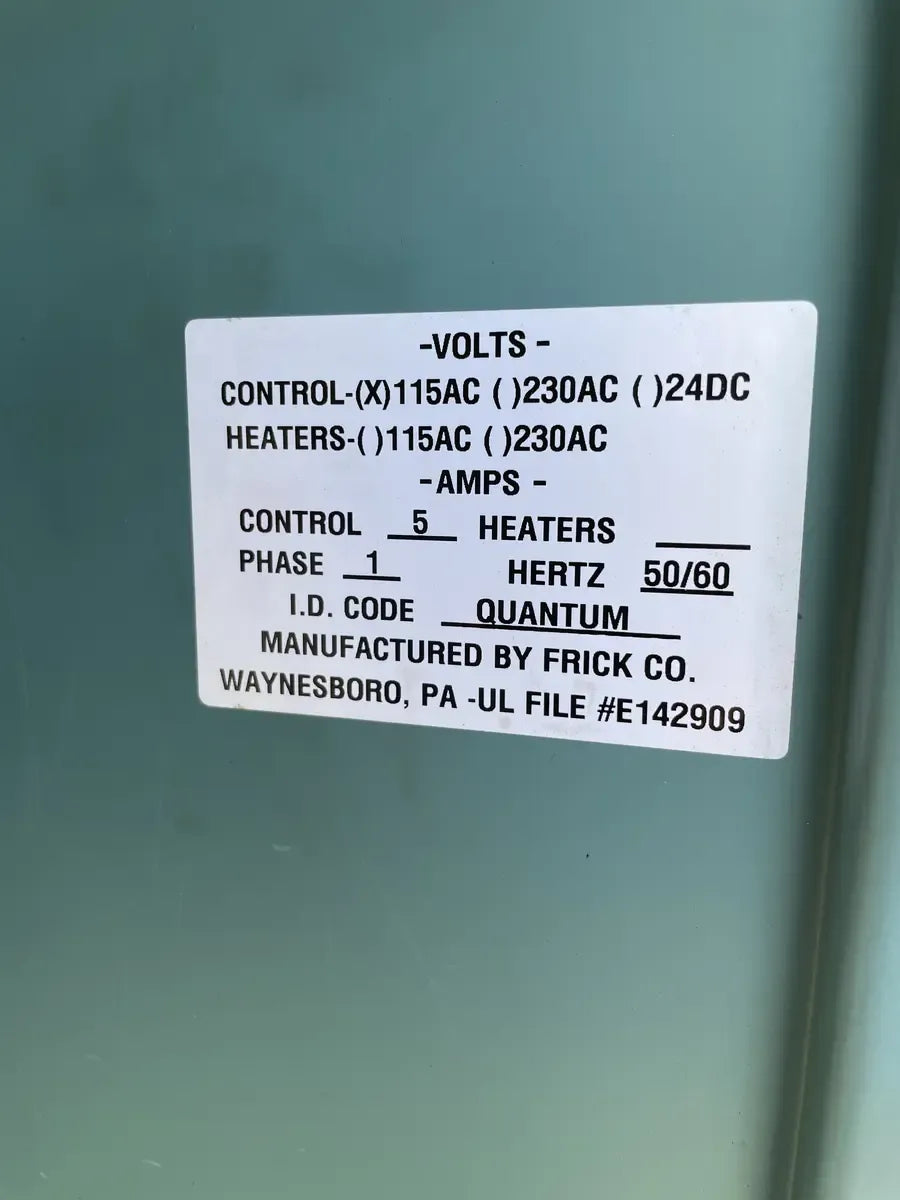 -VOLTS -
CONTROL-(X)115AC ( )230AC ( )24DC
HEATERS-( )115AC ( )230AC
-AMPS -
CONTROL 5 HEATERS ____
PHASE 1 HERTZ 50/60
I.D. CODE QUANTUM
MANUFACTURED BY FRICK CO.
WAYNESBORO, PA -UL FILE #E142909